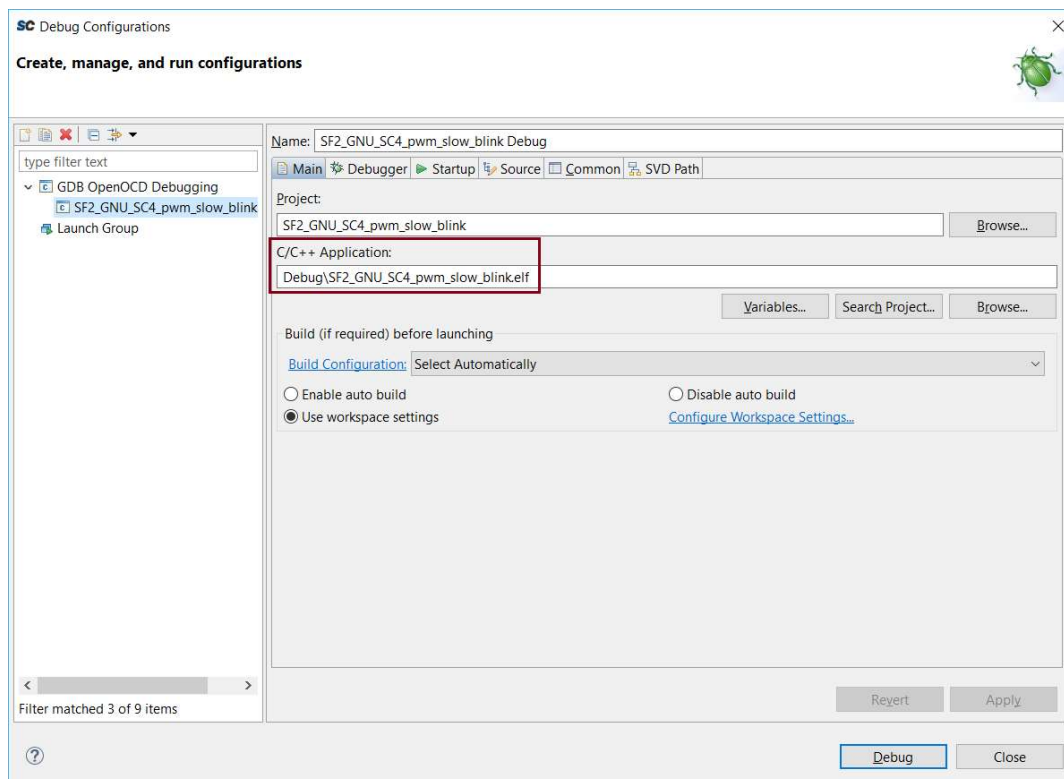 SC Debug Configurations
Create, manage, and run configurations
type filter text
GDB OpenOCD Debugging
SF2_GNU_SC4_pwm_slow_blink
Launch Group
Filter matched 3 of 9 items
Name: SF2_GNU_SC4_pwm_slow_blink Debug
Main Debugger Startup Source Common SVD Path
Project:
SF2_GNU_SC4_pwm_slow_blink Browse...
C/C++ Application:
Debug\SF2_GNU_SC4_pwm_slow_blink.elf
Variables... Search Project... Browse...
Build (if required) before launching
Build Configuration: Select Automatically
Enable auto build Disable auto build
Use workspace settings Configure Workspace Settings...
Revert Apply
Debug Close